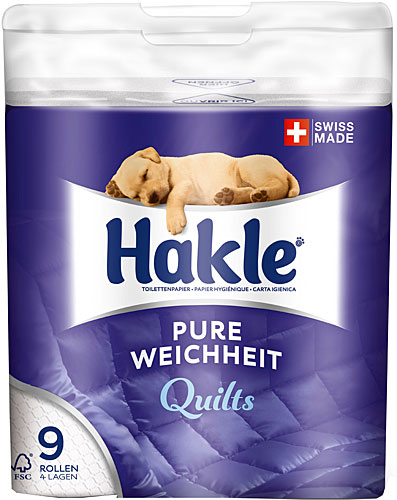 SWISS
MADE
Hakle
TOILETTENPAPIER • PAPIER HYGIÉNIQUE • CARTA IGIENICA
PURE
WEICHHEIT
Quilts
9
ROLLEN
4 LAGEN
FSC